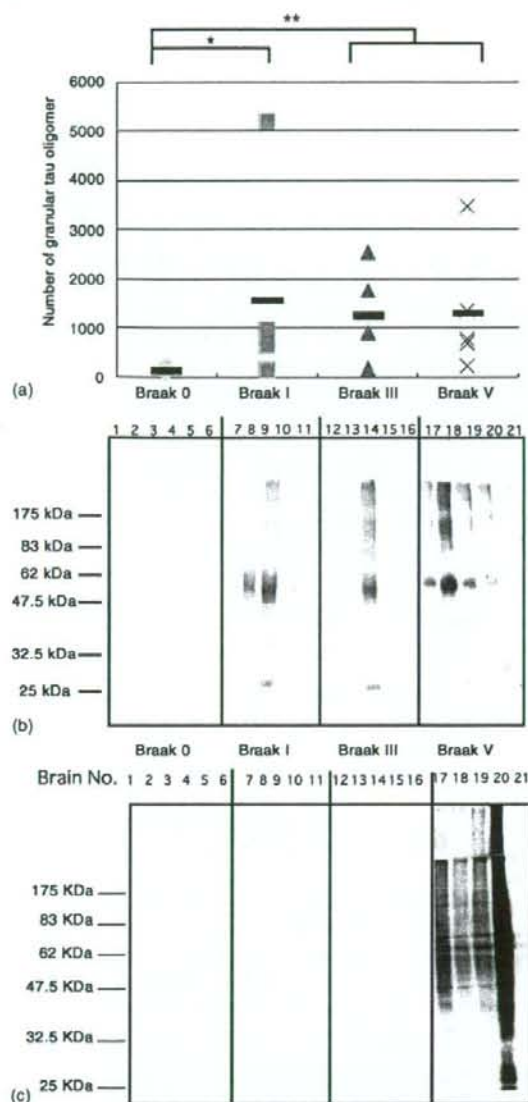 **
*
Number of granular tau oligomer
6000
5000
4000
3000
2000
1000
0
(a)
Braak 0 Braak I Braak III Braak V
1 2 3 4 5 6 7 8 9 10 11 12 13 14 15 16 17 18 19 20 21
175 kDa
83 kDa
62 kDa
47.5 kDa
32.5 kDa
25 kDa
(b)
Braak 0 Braak I Braak III Braak V
Brain No. 1 2 3 4 5 6 7 8 9 10 11 12 13 14 15 16 17 18 19 20 21
175 KDa
83 KDa
62 KDa
47.5 KDa
32.5 KDa
25 KDa
(c)